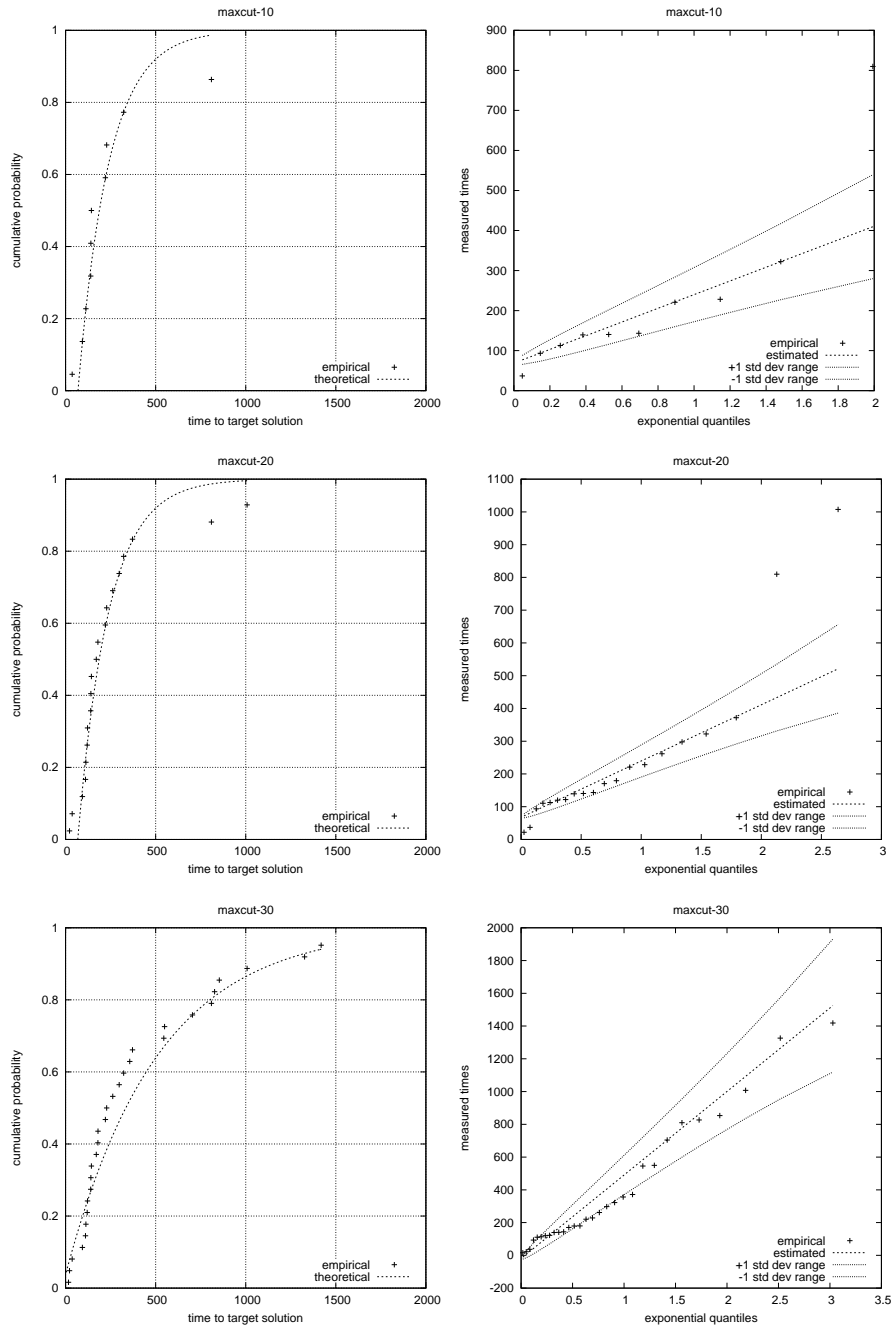 maxcut-10
1
0.8
0.6
0.4
0.2
0
cumulative probability
0 500 1000 1500 2000
time to target solution
empirical
theoretical
maxcut-10
900
800
700
600
500
400
300
200
100
0
measured times
0 0.2 0.4 0.6 0.8 1 1.2 1.4 1.6 1.8 2
exponential quantiles
empirical
estimated
+1 std dev range
-1 std dev range
maxcut-20
1
0.8
0.6
0.4
0.2
0
cumulative probability
0 500 1000 1500 2000
time to target solution
empirical
theoretical
maxcut-20
1100
1000
900
800
700
600
500
400
300
200
100
0
measured times
0 0.5 1 1.5 2 2.5 3
exponential quantiles
empirical
estimated
+1 std dev range
-1 std dev range
maxcut-30
1
0.8
0.6
0.4
0.2
0
cumulative probability
0 500 1000 1500 2000
time to target solution
empirical
theoretical
maxcut-30
2000
1800
1600
1400
1200
1000
800
600
400
200
0
-200
measured times
0 0.5 1 1.5 2 2.5 3 3.5
exponential quantiles
empirical
estimated
+1 std dev range
-1 std dev range